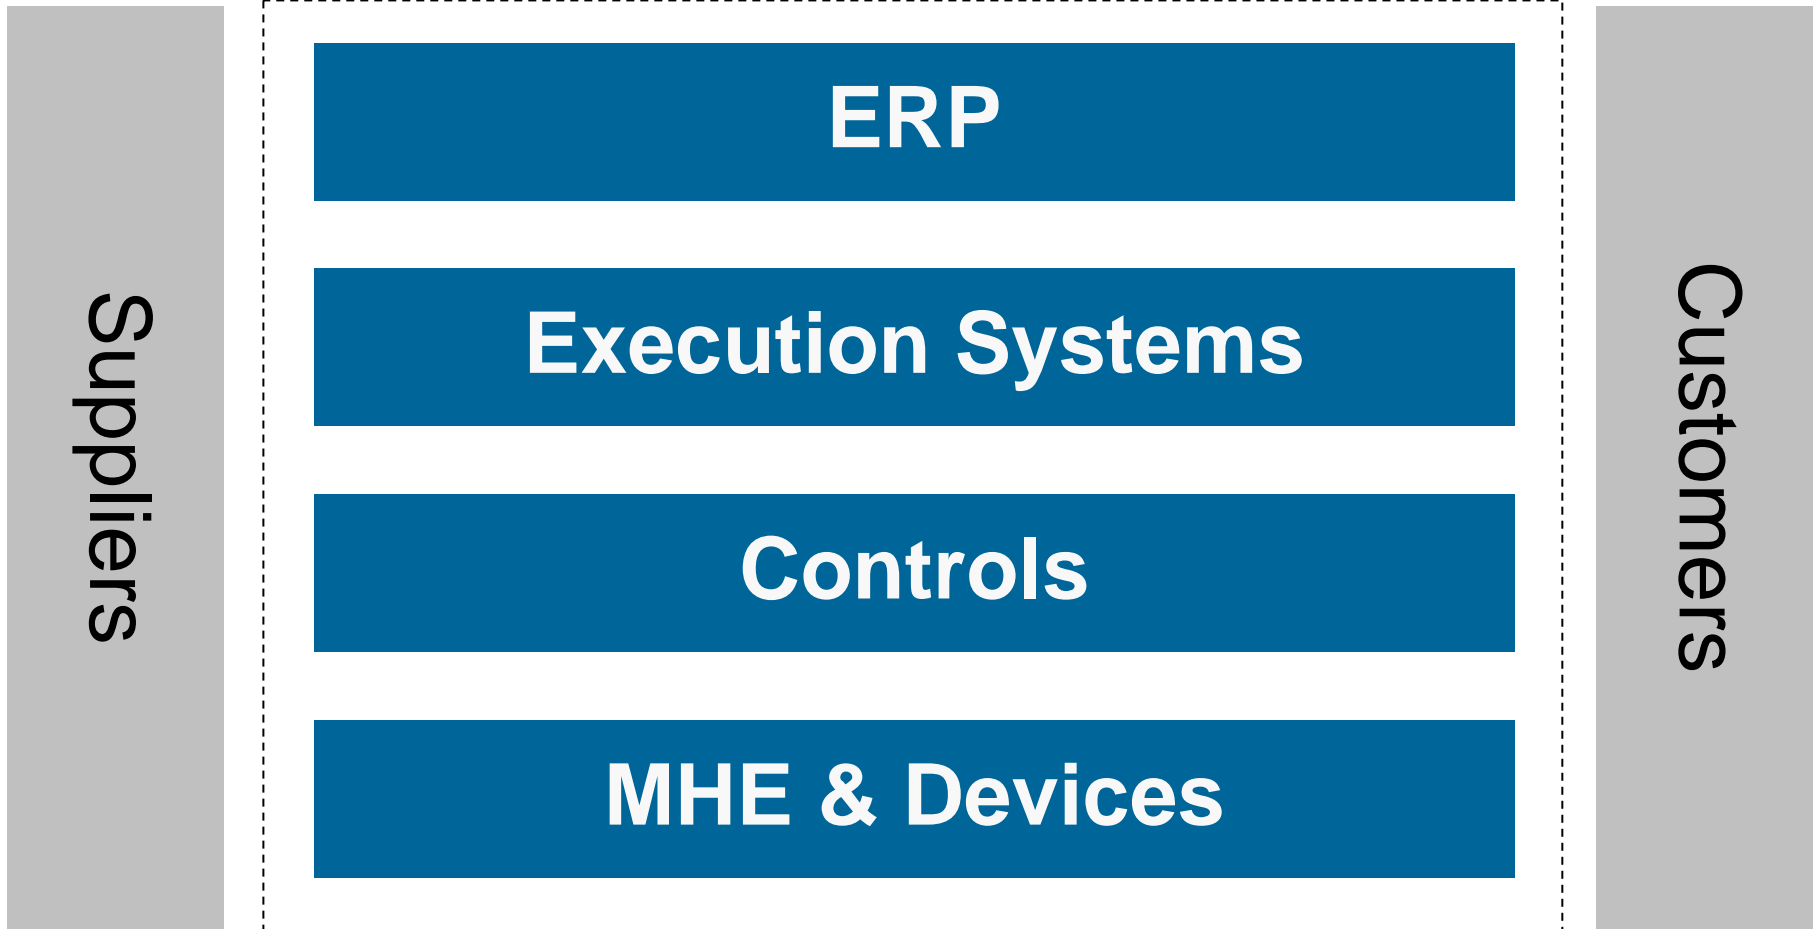 Suppliers
ERP
Execution Systems
Controls
MHE & Devices
Customers